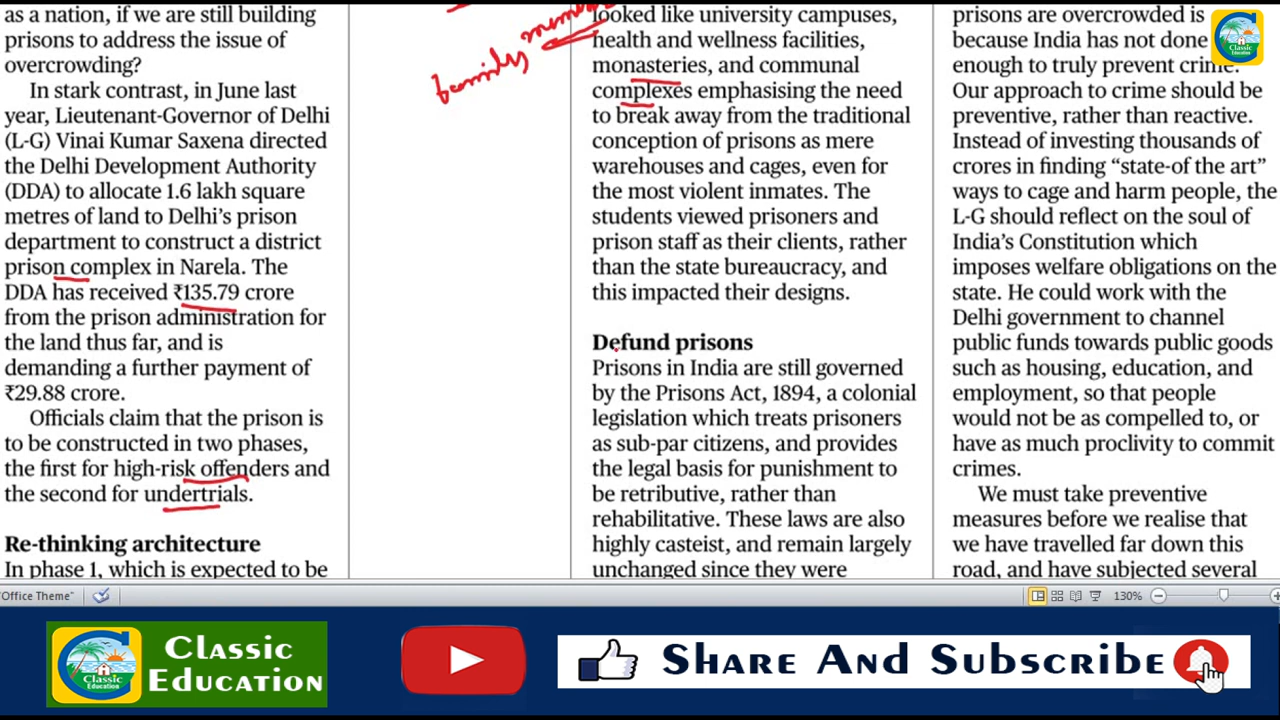 as a nation, if we are still building
prisons to address the issue of
overcrowding?
In stark contrast, in June last
year, Lieutenant-Governor of Delhi
(L-G) Vinai Kumar Saxena directed
the Delhi Development Authority
(DDA) to allocate 1.6 lakh square
metres of land to Delhi's prison
department to construct a district
prison complex in Narela. The
DDA has received ₹135.79 crore
from the prison administration for
the land thus far, and is
demanding a further payment of
₹29.88 crore.
Officials claim that the prison is
to be constructed in two phases,
the first for high-risk offenders and
the second for undertrials.
Re-thinking architecture
In phase 1, which is expected to be
family
looked like university campuses,
health and wellness facilities,
monasteries, and communal
complexes emphasising the need
to break away from the traditional
conception of prisons as mere
warehouses and cages, even for
the most violent inmates. The
students viewed prisoners and
prison staff as their clients, rather
than the state bureaucracy, and
this impacted their designs.
Defund prisons
Prisons in India are still governed
by the Prisons Act, 1894, a colonial
legislation which treats prisoners
as sub-par citizens, and provides
the legal basis for punishment to
be retributive, rather than
rehabilitative. These laws are also
highly casteist, and remain largely
unchanged since they were
prisons are overcrowded is
because India has not done
enough to truly prevent crime.
Our approach to crime should be
preventive, rather than reactive.
Instead of investing thousands of
crores in finding “state-of the art”
ways to cage and harm people, the
L-G should reflect on the soul of
India's Constitution which
imposes welfare obligations on the
state. He could work with the
Delhi government to channel
public funds towards public goods
such as housing, education, and
employment, so that people
would not be as compelled to, or
have as much proclivity to commit
crimes.
We must take preventive
measures before we realise that
we have travelled far down this
road, and have subjected several
Classic
Education
"Office Theme"
130%
Classic
Education
Classic
Education
Share And Subscribe